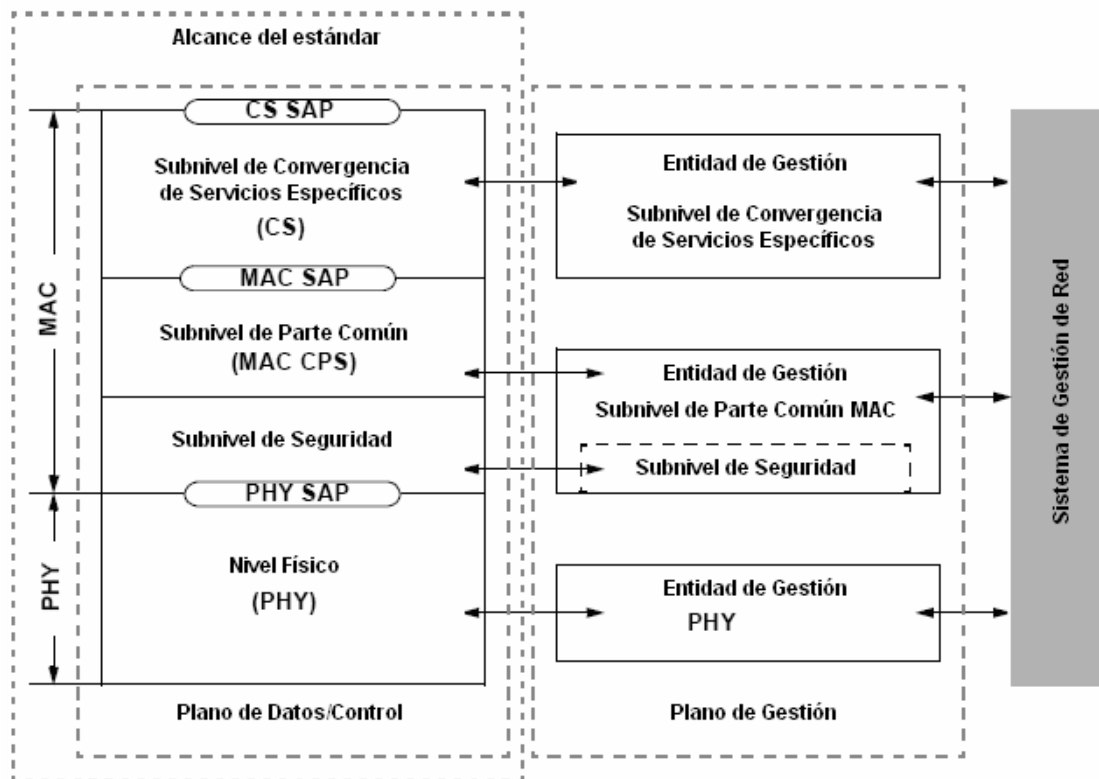 Alcance del estándar
CS SAP
Subnivel de Convergencia
de Servicios Específicos
(CS)
MAC SAP
Subnivel de Parte Común
(MAC CPS)
Subnivel de Seguridad
PHY SAP
Nivel Físico
(PHY)
MAC
PHY
Plano de Datos/Control
Entidad de Gestión
Subnivel de Convergencia
de Servicios Específicos
Entidad de Gestión
Subnivel de Parte Común MAC
Subnivel de Seguridad
Entidad de Gestión
PHY
Plano de Gestión
Sistema de Gestión de Red